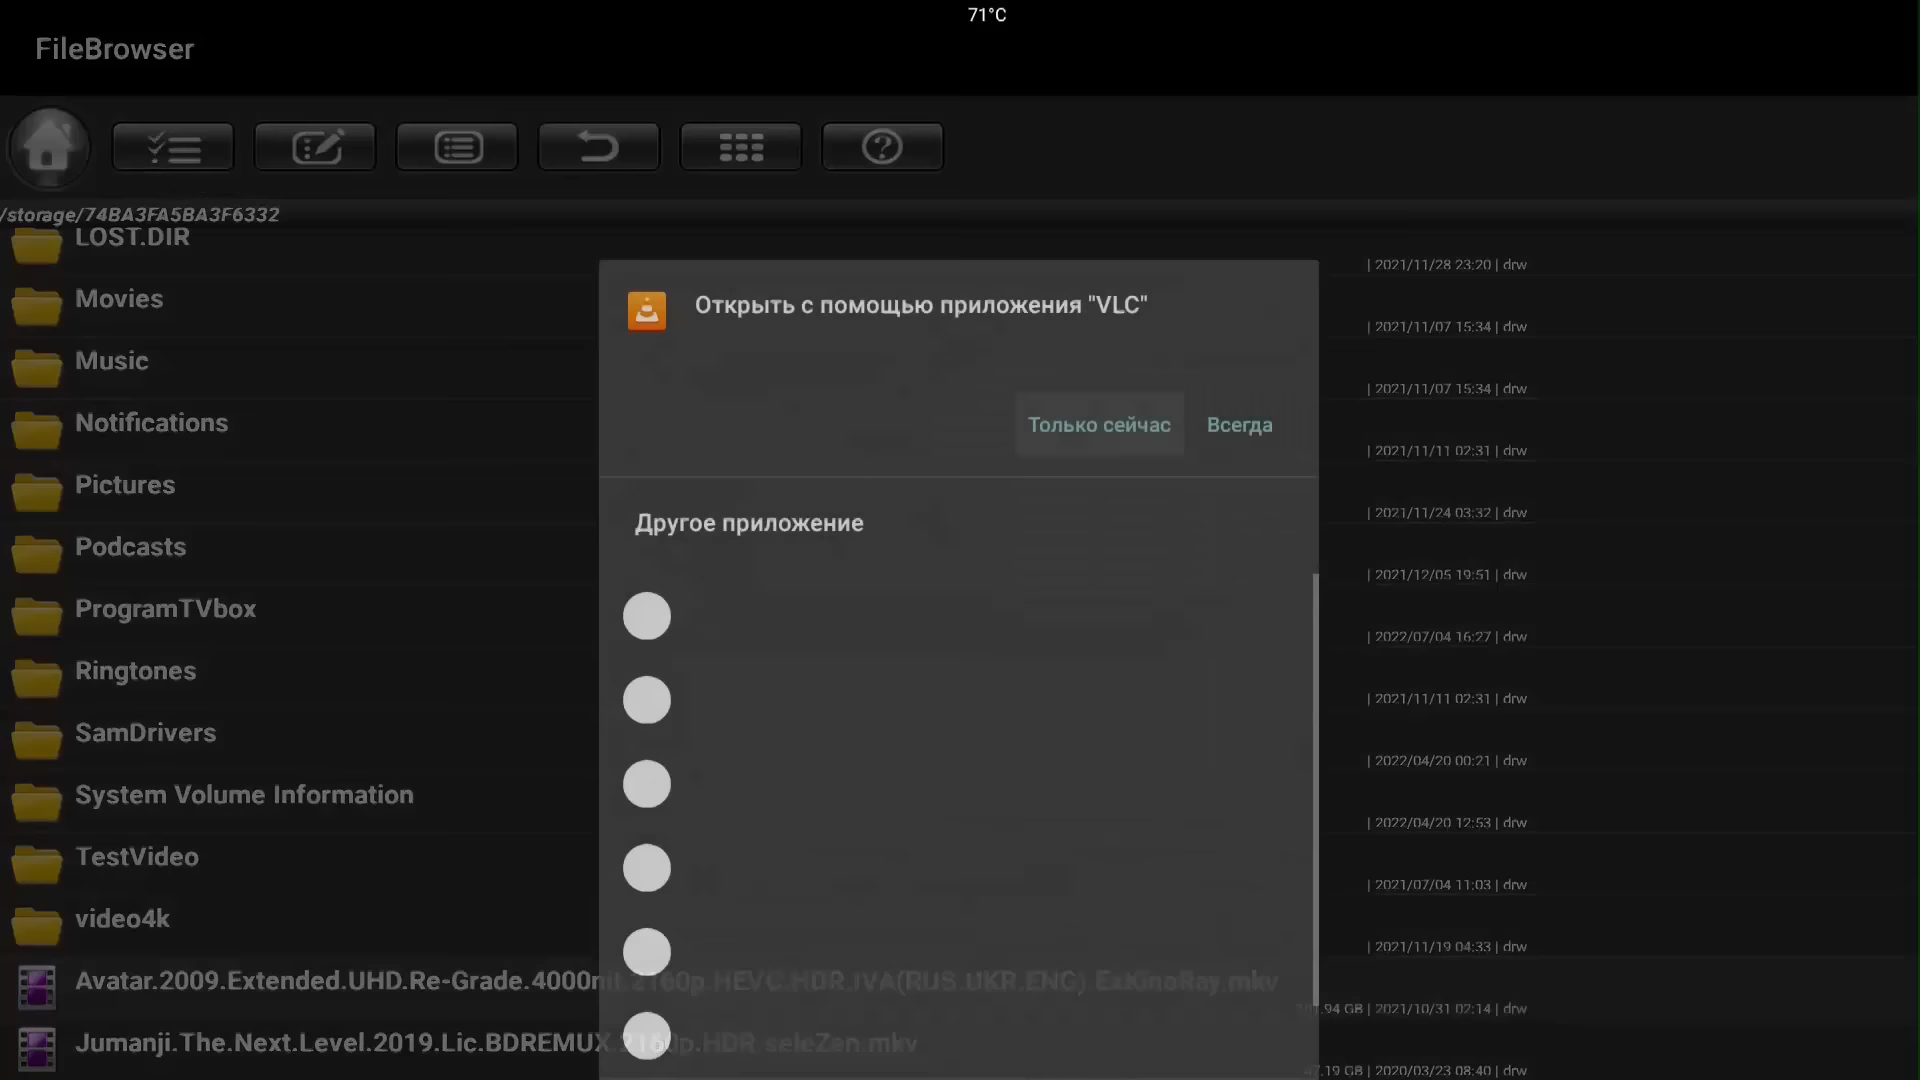 71°C
FileBrowser
/storage/74BA3FA5BA3F6332
LOST.DIR
| 2021/11/28 23:20 | drw
Movies
| 2021/11/07 15:34 | drw
Music
| 2021/11/07 15:34 | drw
Notifications
| 2021/11/11 02:31 | drw
Pictures
| 2021/11/24 03:32 | drw
Podcasts
| 2021/12/05 19:51 | drw
ProgramTVbox
| 2022/07/04 16:27 | drw
Ringtones
| 2021/11/11 02:31 | drw
SamDrivers
| 2022/04/20 00:21 | drw
System Volume Information
| 2022/04/20 12:53 | drw
TestVideo
| 2021/07/04 11:03 | drw
video4k
| 2021/11/19 04:33 | drw
Avatar.2009.Extended.UHD.Re-Grade.4000nit.2160p.HEVC.HDR.IVA(RUS.UKR.ENG).ExKinoRay.mkv
GB | 2021/10/31 02:14 | drw
Jumanji.The.Next.Level.2019.Lic.BDREMUX.2160p.HDR.seleZen.mkv
47.19 GB | 2020/03/23 08:40 | drw
Открыть с помощью приложения "VLC"
Только сейчас
Всегда
Другое приложение